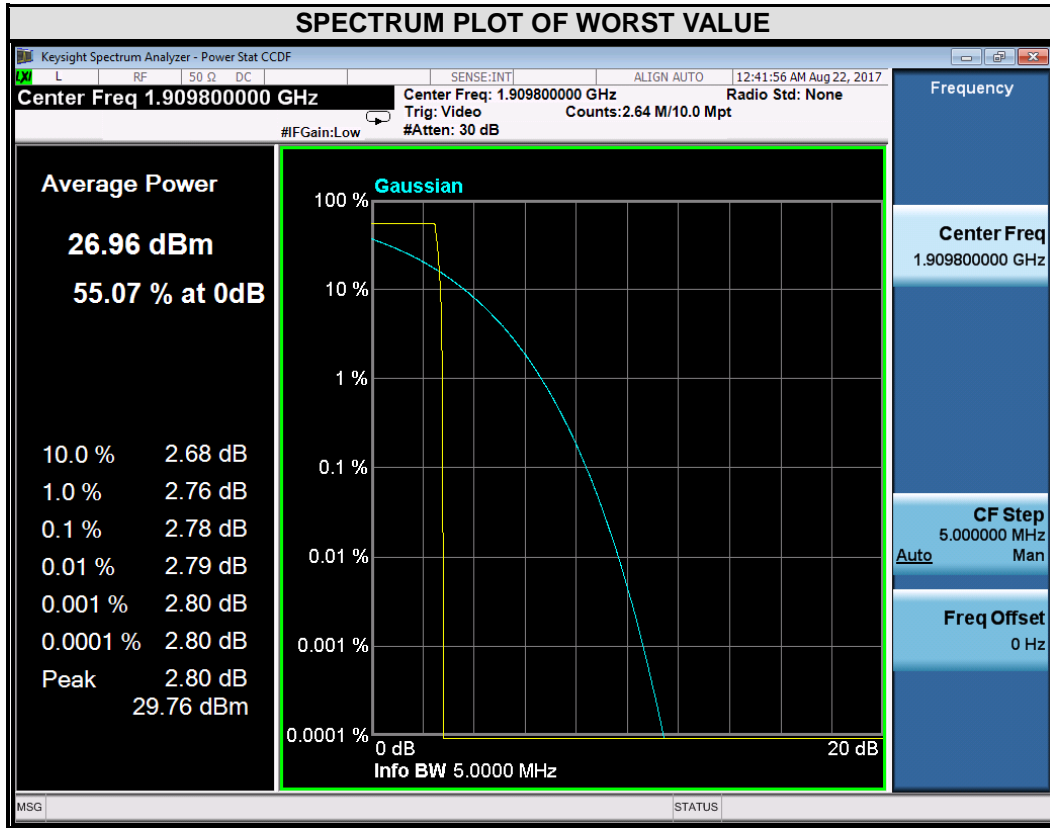 SPECTRUM PLOT OF WORST VALUE
Keysight Spectrum Analyzer - Power Stat CCDF
LXI L RF 50 Ω DC SENSE:INT ALIGN AUTO 12:41:56 AM Aug 22, 2017
Center Freq 1.909800000 GHz
Center Freq: 1.909800000 GHz Radio Std: None
Trig: Video Counts:2.64 M/10.0 Mpt
#IFGain:Low #Atten: 30 dB
Average Power
26.96 dBm
55.07 % at 0dB
10.0 % 2.68 dB
1.0 % 2.76 dB
0.1 % 2.78 dB
0.01 % 2.79 dB
0.001 % 2.80 dB
0.0001 % 2.80 dB
Peak 2.80 dB
29.76 dBm
Gaussian
100 %
10 %
1 %
0.1 %
0.01 %
0.001 %
0.0001 %
0 dB 20 dB
Info BW 5.0000 MHz
Frequency
Center Freq
1.909800000 GHz
CF Step
5.000000 MHz
Auto Man
Freq Offset
0 Hz
MSG STATUS